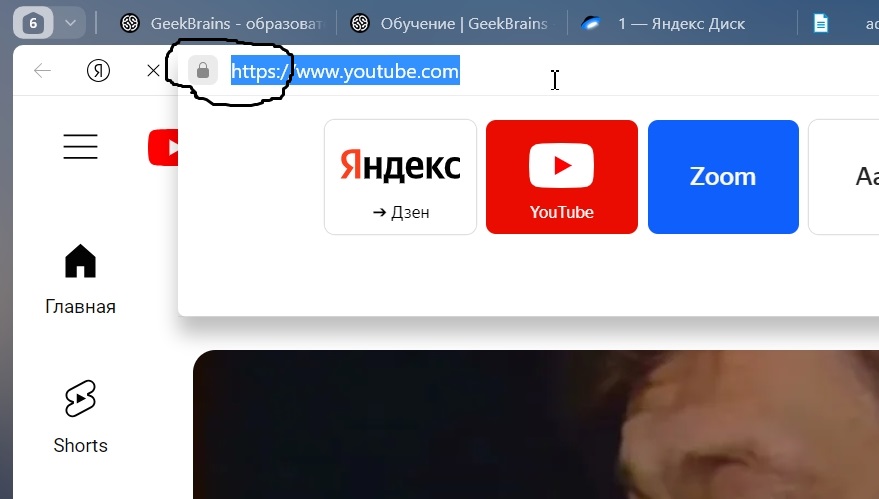 6
GeekBrains - образоват
Обучение | GeekBrains -
1 — Яндекс Диск
ас
Я
https://www.youtube.com
Яндекс
➔ Дзен
YouTube
Zoom
Aa
Главная
Shorts